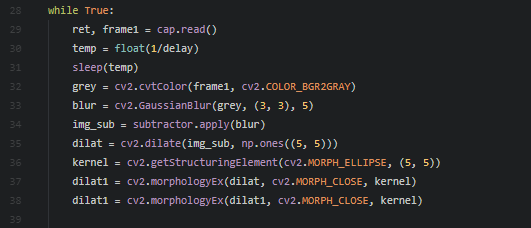 28 while True:
29     ret, frame1 = cap.read()
30     temp = float(1/delay)
31     sleep(temp)
32     grey = cv2.cvtColor(frame1, cv2.COLOR_BGR2GRAY)
33     blur = cv2.GaussianBlur(grey, (3, 3), 5)
34     img_sub = subtractor.apply(blur)
35     dilat = cv2.dilate(img_sub, np.ones((5, 5)))
36     kernel = cv2.getStructuringElement(cv2.MORPH_ELLIPSE, (5, 5))
37     dilat1 = cv2.morphologyEx(dilat, cv2.MORPH_CLOSE, kernel)
38     dilat1 = cv2.morphologyEx(dilat1, cv2.MORPH_CLOSE, kernel)
39